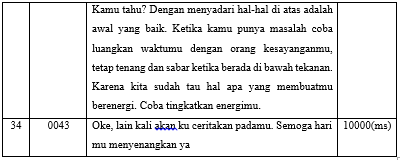 Kamu tahu? Dengan menyadari hal-hal di atas adalah
awal yang baik. Ketika kamu punya masalah coba
luangkan waktumu dengan orang kesayanganmu,
tetap tenang dan sabar ketika berada di bawah tekanan.
Karena kita sudah tau hal apa yang membuatmu
berenergi. Coba tingkatkan energimu.
34 0043 Oke, lain kali akan ku ceritakan padamu. Semoga hari 10000(ms)
mu menyenangkan ya